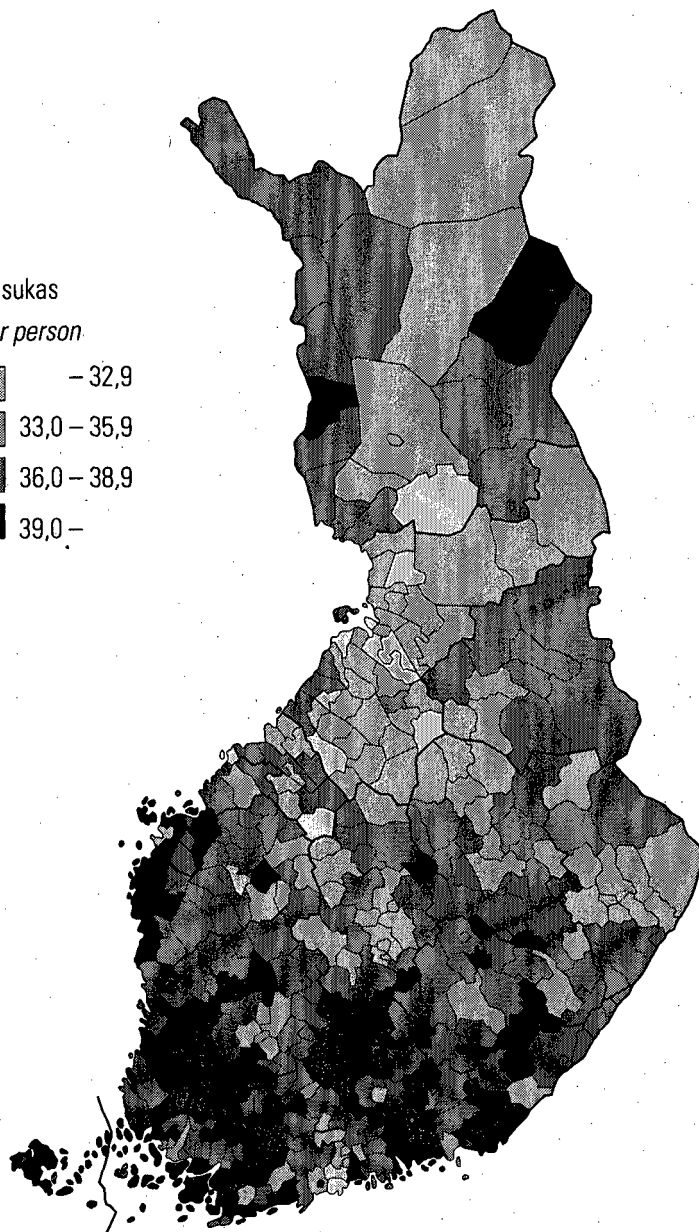 sukas
r person
– 32,9
33,0 – 35,9
36,0 – 38,9
39,0 –